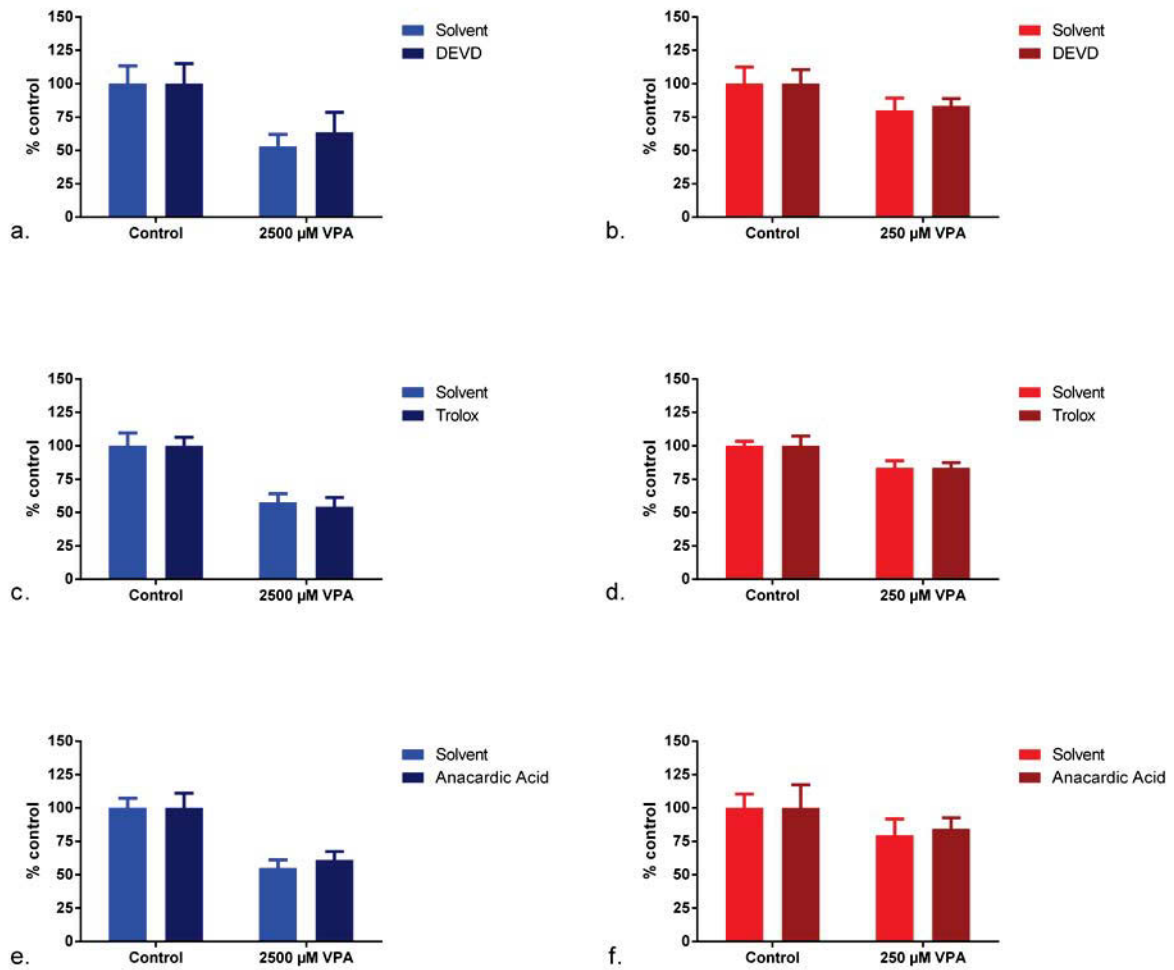 150
125
100
75
50
25
0
% control
Control
2500 µM VPA
Solvent
DEVD
a.
150
125
100
75
50
25
0
% control
Control
250 µM VPA
Solvent
DEVD
b.
150
125
100
75
50
25
0
% control
Control
2500 µM VPA
Solvent
Trolox
c.
150
125
100
75
50
25
0
% control
Control
250 µM VPA
Solvent
Trolox
d.
150
125
100
75
50
25
0
% control
Control
2500 µM VPA
Solvent
Anacardic Acid
e.
150
125
100
75
50
25
0
% control
Control
250 µM VPA
Solvent
Anacardic Acid
f.